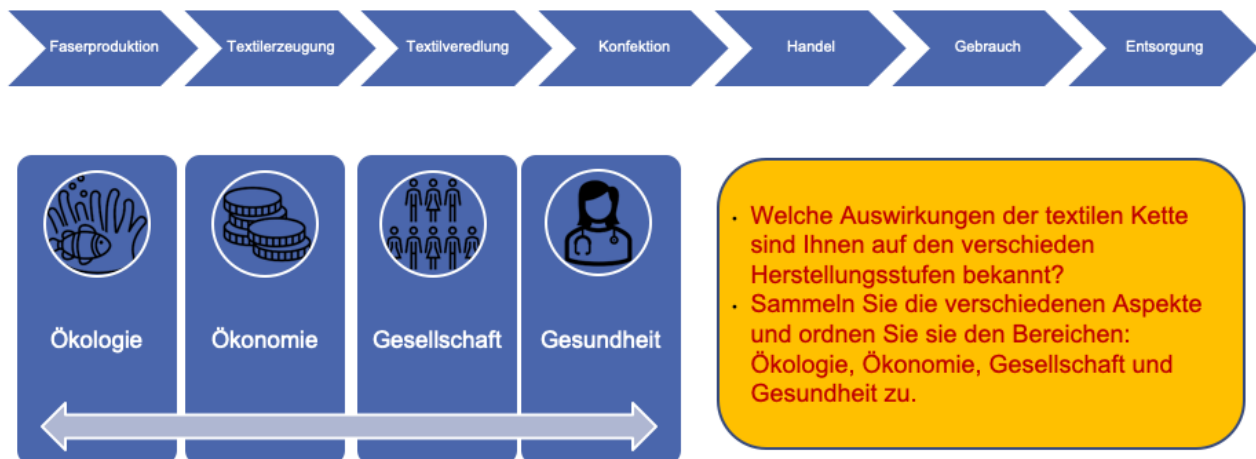 Faserproduktion
Textilerzeugung
Textilveredlung
Konfektion
Handel
Gebrauch
Entsorgung
Ökologie
Ökonomie
Gesellschaft
Gesundheit
• Welche Auswirkungen der textilen Kette
sind Ihnen auf den verschieden
Herstellungsstufen bekannt?
• Sammeln Sie die verschiedenen Aspekte
und ordnen Sie sie den Bereichen:
Ökologie, Ökonomie, Gesellschaft und
Gesundheit zu.